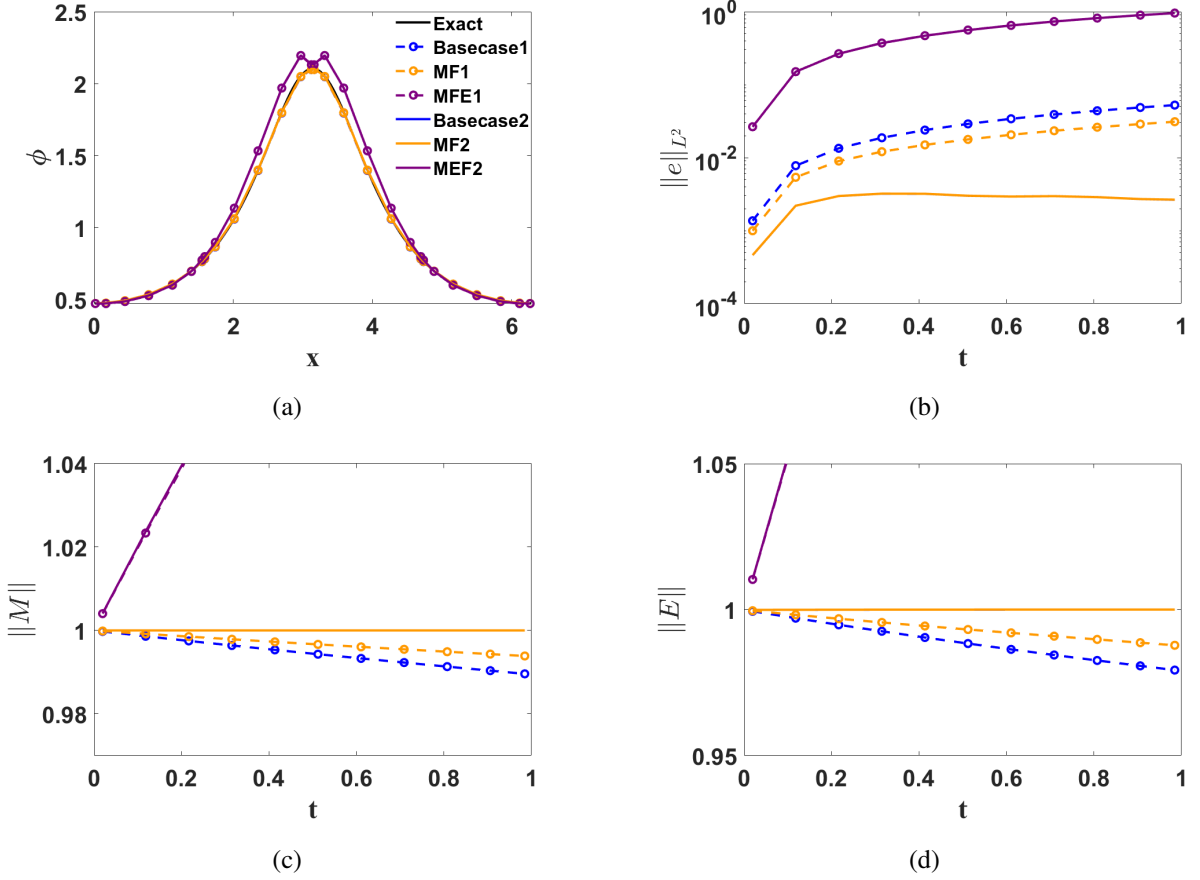 2.5
2
1.5
1
0.5
ϕ
0 2 4 6
x
Exact
Basecase1
MF1
MFE1
Basecase2
MF2
MEF2
(a)
10^0
10^-2
10^-4
||e||_{L^2}
0 0.2 0.4 0.6 0.8 1
t
(b)
1.04
1.02
1
0.98
||M||
0 0.2 0.4 0.6 0.8 1
t
(c)
1.05
1
0.95
||E||
0 0.2 0.4 0.6 0.8 1
t
(d)